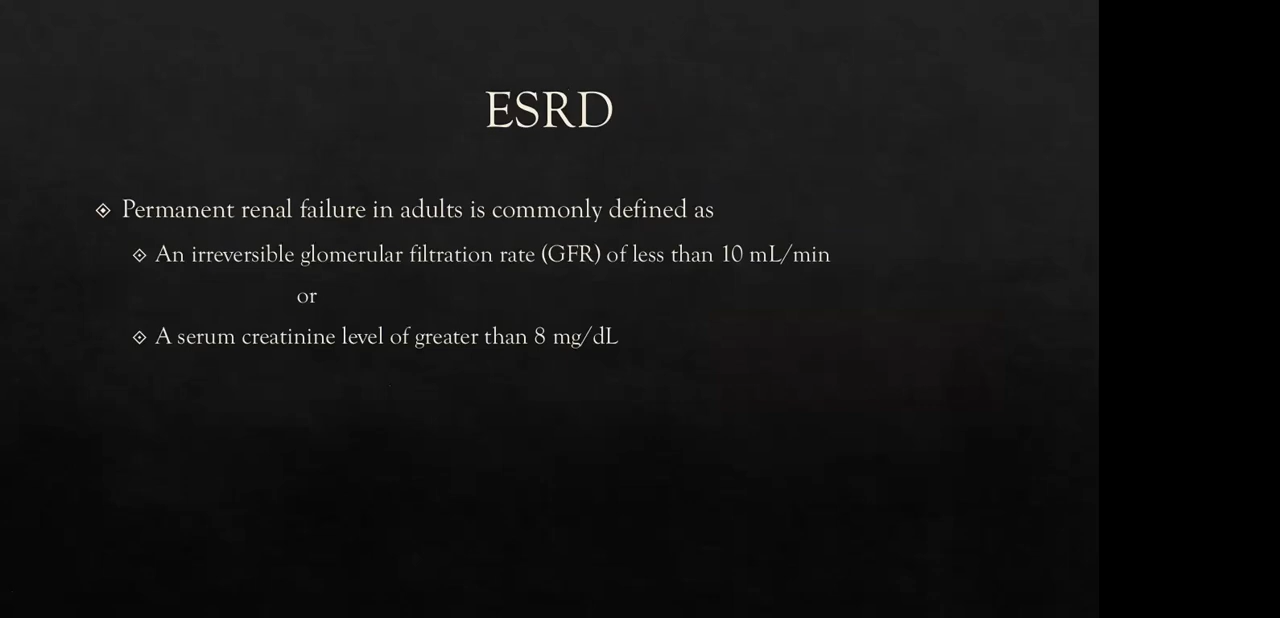 ESRD
Permanent renal failure in adults is commonly defined as
An irreversible glomerular filtration rate (GFR) of less than 10 mL/min
or
A serum creatinine level of greater than 8 mg/dL